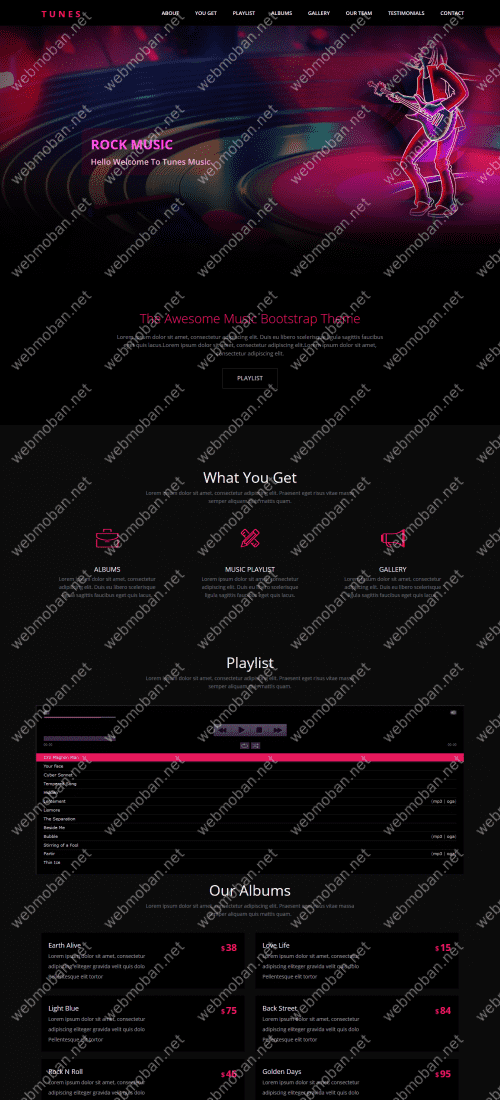 TUNES
ABOUT YOU GET PLAYLIST ALBUMS GALLERY OUR TEAM TESTIMONIALS CONTACT
ROCK MUSIC
Hello Welcome To Tunes Music
The Awesome Music Bootstrap Theme
Lorem ipsum dolor sit amet, consectetur adipiscing elit. Duis eu libero scelerisque ligula sagittis faucibus
eget quis lacus.Lorem ipsum dolor sit amet, consectetur adipiscing elit.Lorem ipsum dolor sit amet,
consectetur adipiscing elit.
PLAYLIST
What You Get
Lorem ipsum dolor sit amet, consectetur adipiscing elit. Praesent eget risus vitae massa
semper aliquam quis mattis quam.
ALBUMS
Lorem ipsum dolor sit amet, consectetur
adipiscing elit. Duis eu libero scelerisque
ligula sagittis faucibus eget quis lacus.
MUSIC PLAYLIST
Lorem ipsum dolor sit amet, consectetur
adipiscing elit. Duis eu libero scelerisque
ligula sagittis faucibus eget quis lacus.
GALLERY
Lorem ipsum dolor sit amet, consectetur
adipiscing elit. Duis eu libero scelerisque
ligula sagittis faucibus eget quis lacus.
Playlist
Lorem ipsum dolor sit amet, consectetur adipiscing elit. Praesent eget risus vitae massa
semper aliquam quis mattis quam.
Cro Magnon Man
Your Face
Cyber Sonnet
Tempered Song
Hidden
Lentement (mp3 | oga)
Lismore
The Separation
Beside Me
Bubble (mp3 | oga)
Stirring of a Fool
Partir (mp3 | oga)
Thin Ice
Our Albums
Lorem ipsum dolor sit amet, consectetur adipiscing elit. Praesent eget risus vitae massa
semper aliquam quis mattis quam.
Earth Alive $38
Lorem ipsum dolor sit amet, consectetur
adipiscing eliteger gravida velit quis dolo
Pellentesque elit tortor
Love Life $15
Lorem ipsum dolor sit amet, consectetur
adipiscing eliteger gravida velit quis dolo
Pellentesque elit tortor
Light Blue $75
Lorem ipsum dolor sit amet, consectetur
adipiscing eliteger gravida velit quis dolo
Pellentesque elit tortor
Back Street $84
Lorem ipsum dolor sit amet, consectetur
adipiscing eliteger gravida velit quis dolo
Pellentesque elit tortor
Rock N Roll $45
Lorem ipsum dolor sit amet, consectetur
adipiscing eliteger gravida velit quis dolo
Golden Days $95
Lorem ipsum dolor sit amet, consectetur
adipiscing eliteger gravida velit quis dolo
webmoban.net